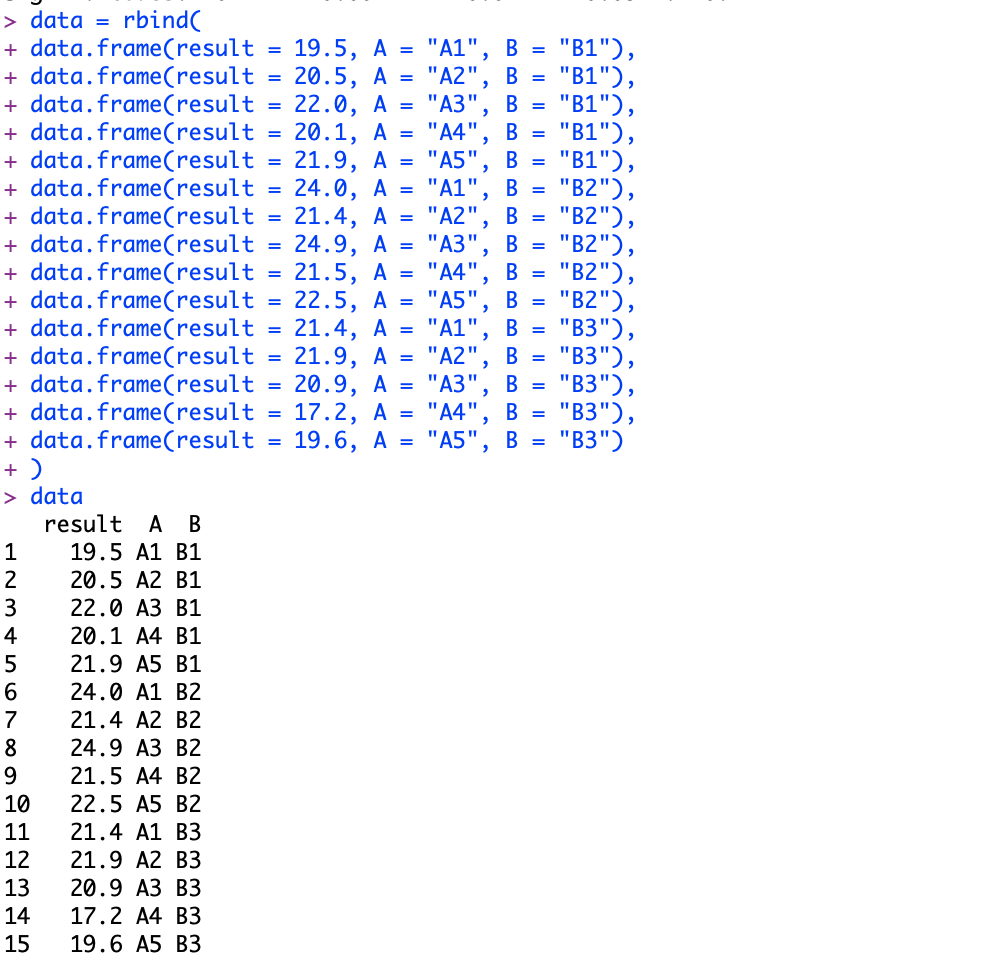 > data = rbind(
+ data.frame(result = 19.5, A = "A1", B = "B1"),
+ data.frame(result = 20.5, A = "A2", B = "B1"),
+ data.frame(result = 22.0, A = "A3", B = "B1"),
+ data.frame(result = 20.1, A = "A4", B = "B1"),
+ data.frame(result = 21.9, A = "A5", B = "B1"),
+ data.frame(result = 24.0, A = "A1", B = "B2"),
+ data.frame(result = 21.4, A = "A2", B = "B2"),
+ data.frame(result = 24.9, A = "A3", B = "B2"),
+ data.frame(result = 21.5, A = "A4", B = "B2"),
+ data.frame(result = 22.5, A = "A5", B = "B2"),
+ data.frame(result = 21.4, A = "A1", B = "B3"),
+ data.frame(result = 21.9, A = "A2", B = "B3"),
+ data.frame(result = 20.9, A = "A3", B = "B3"),
+ data.frame(result = 17.2, A = "A4", B = "B3"),
+ data.frame(result = 19.6, A = "A5", B = "B3")
+ )
> data
   result  A  B
1    19.5 A1 B1
2    20.5 A2 B1
3    22.0 A3 B1
4    20.1 A4 B1
5    21.9 A5 B1
6    24.0 A1 B2
7    21.4 A2 B2
8    24.9 A3 B2
9    21.5 A4 B2
10   22.5 A5 B2
11   21.4 A1 B3
12   21.9 A2 B3
13   20.9 A3 B3
14   17.2 A4 B3
15   19.6 A5 B3